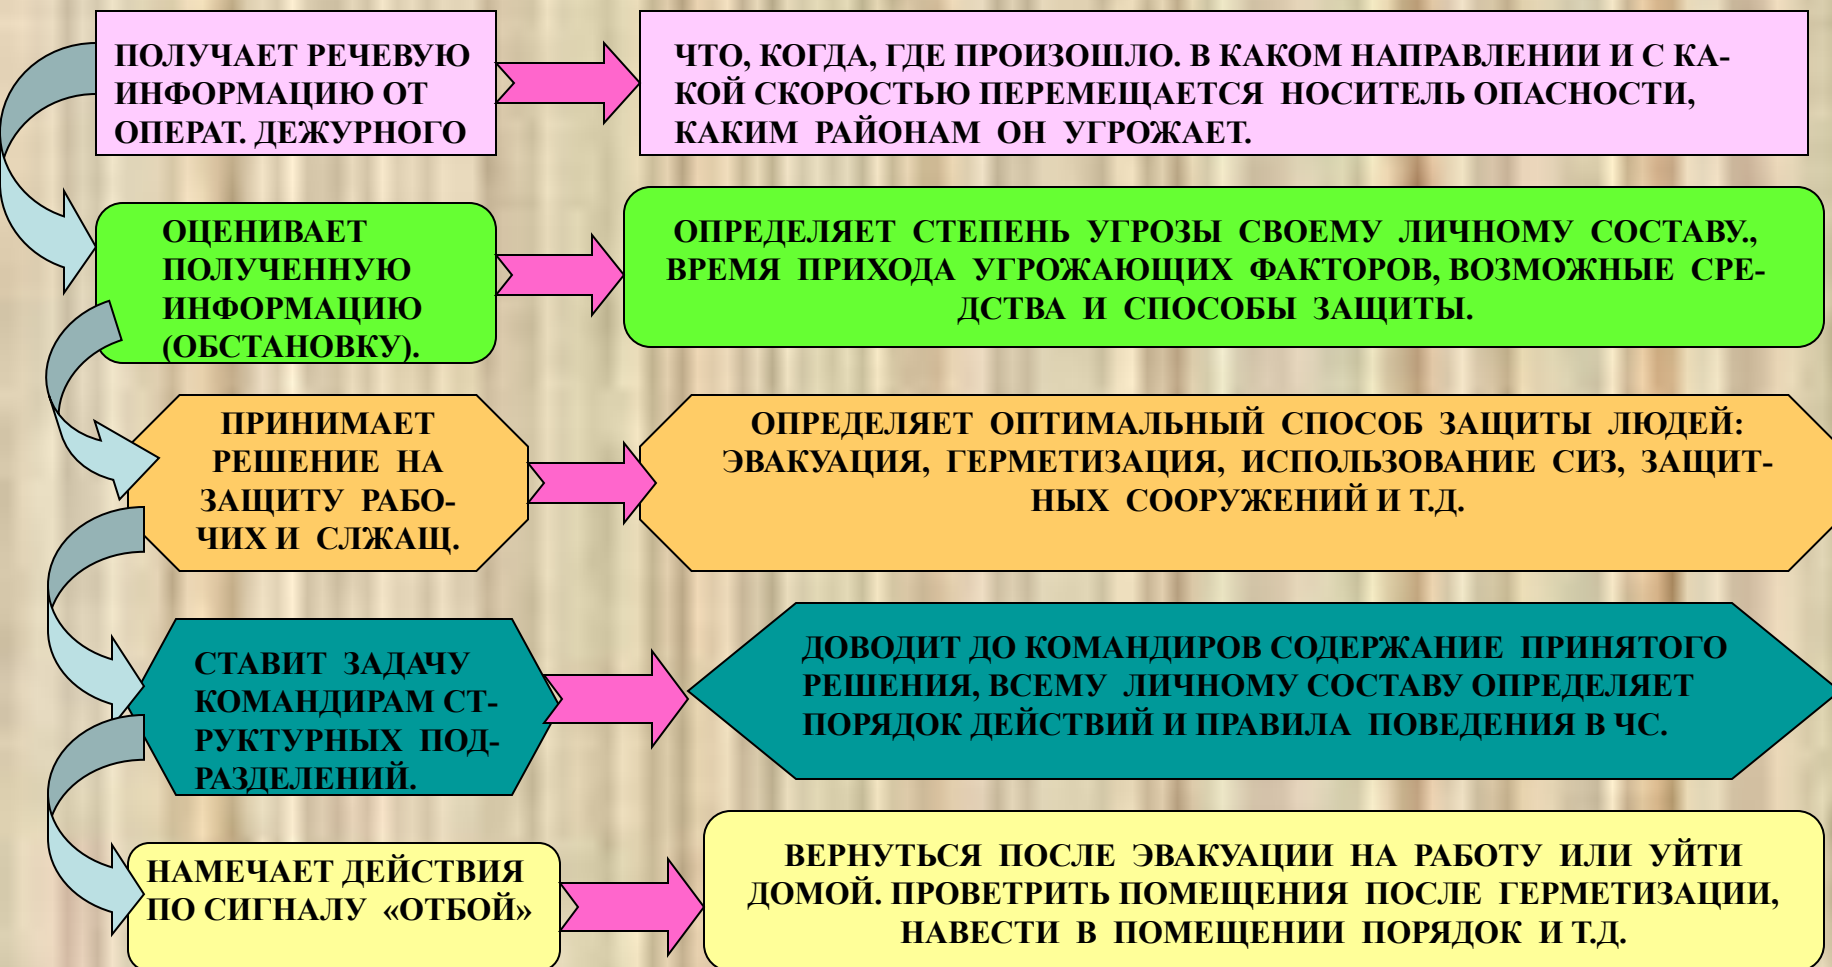 ПОЛУЧАЕТ РЕЧЕВУЮ
ИНФОРМАЦИЮ ОТ
ОПЕРАТ. ДЕЖУРНОГО
ЧТО, КОГДА, ГДЕ ПРОИЗОШЛО. В КАКОМ НАПРАВЛЕНИИ И С КА-
КОЙ СКОРОСТЬЮ ПЕРЕМЕЩАЕТСЯ НОСИТЕЛЬ ОПАСНОСТИ,
КАКИМ РАЙОНАМ ОН УГРОЖАЕТ.
ОЦЕНИВАЕТ
ПОЛУЧЕННУЮ
ИНФОРМАЦИЮ
(ОБСТАНОВКУ).
ОПРЕДЕЛЯЕТ СТЕПЕНЬ УГРОЗЫ СВОЕМУ ЛИЧНОМУ СОСТАВУ.,
ВРЕМЯ ПРИХОДА УГРОЖАЮЩИХ ФАКТОРОВ, ВОЗМОЖНЫЕ СРЕ-
ДСТВА И СПОСОБЫ ЗАЩИТЫ.
ПРИНИМАЕТ
РЕШЕНИЕ НА
ЗАЩИТУ РАБО-
ЧИХ И СЛЖАЩ.
ОПРЕДЕЛЯЕТ ОПТИМАЛЬНЫЙ СПОСОБ ЗАЩИТЫ ЛЮДЕЙ:
ЭВАКУАЦИЯ, ГЕРМЕТИЗАЦИЯ, ИСПОЛЬЗОВАНИЕ СИЗ, ЗАЩИТ-
НЫХ СООРУЖЕНИЙ И Т.Д.
СТАВИТ ЗАДАЧУ
КОМАНДИРАМ СТ-
РУКТУРНЫХ ПОД-
РАЗДЕЛЕНИЙ.
ДОВОДИТ ДО КОМАНДИРОВ СОДЕРЖАНИЕ ПРИНЯТОГО
РЕШЕНИЯ, ВСЕМУ ЛИЧНОМУ СОСТАВУ ОПРЕДЕЛЯЕТ
ПОРЯДОК ДЕЙСТВИЙ И ПРАВИЛА ПОВЕДЕНИЯ В ЧС.
НАМЕЧАЕТ ДЕЙСТВИЯ
ПО СИГНАЛУ «ОТБОЙ»
ВЕРНУТЬСЯ ПОСЛЕ ЭВАКУАЦИИ НА РАБОТУ ИЛИ УЙТИ
ДОМОЙ. ПРОВЕТРИТЬ ПОМЕЩЕНИЯ ПОСЛЕ ГЕРМЕТИЗАЦИИ,
НАВЕСТИ В ПОМЕЩЕНИИ ПОРЯДОК И Т.Д.